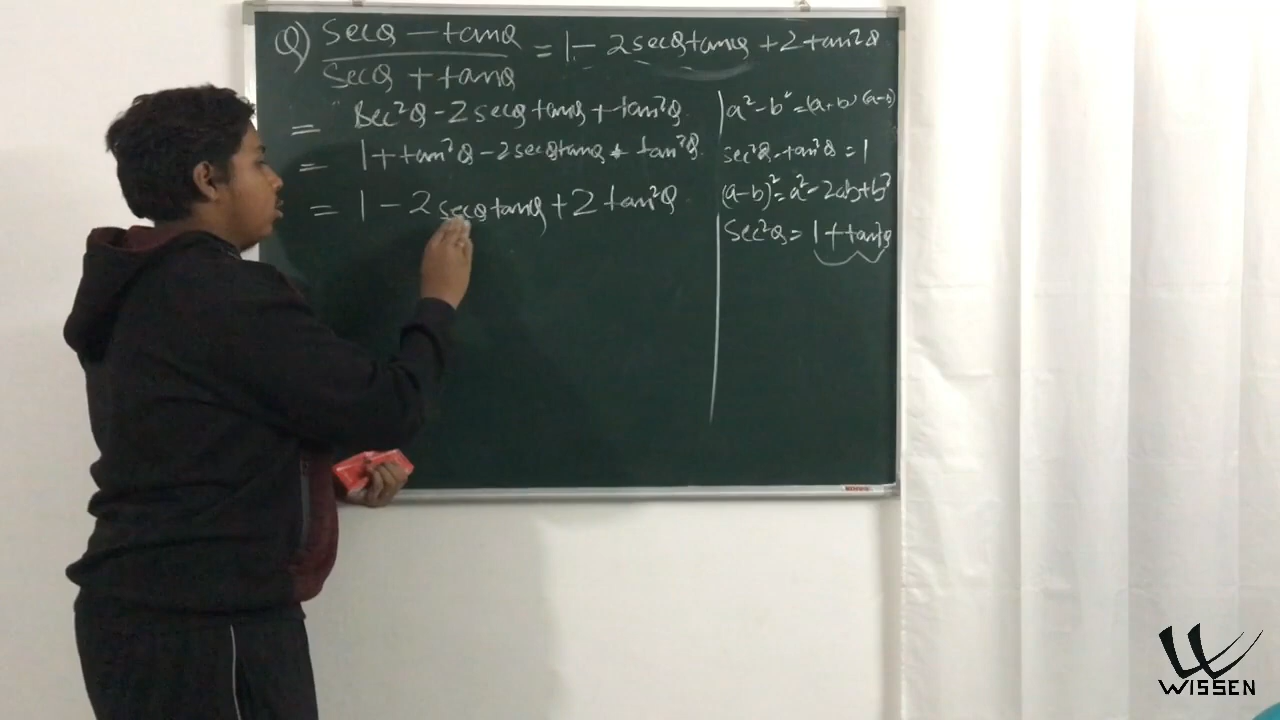 Q) secθ - tanθ / secθ + tanθ = 1 - 2secθtanθ + 2tan²θ
= sec²θ - 2secθtanθ + tan²θ
= 1 + tan²θ - 2secθtanθ + tan²θ
= 1 - 2secθtanθ + 2tan²θ
a² - b² = (a+b)(a-b)
sec²θ - tan²θ = 1
(a-b)² = a² - 2ab + b²
sec²θ = 1 + tan²θ
WISSEN